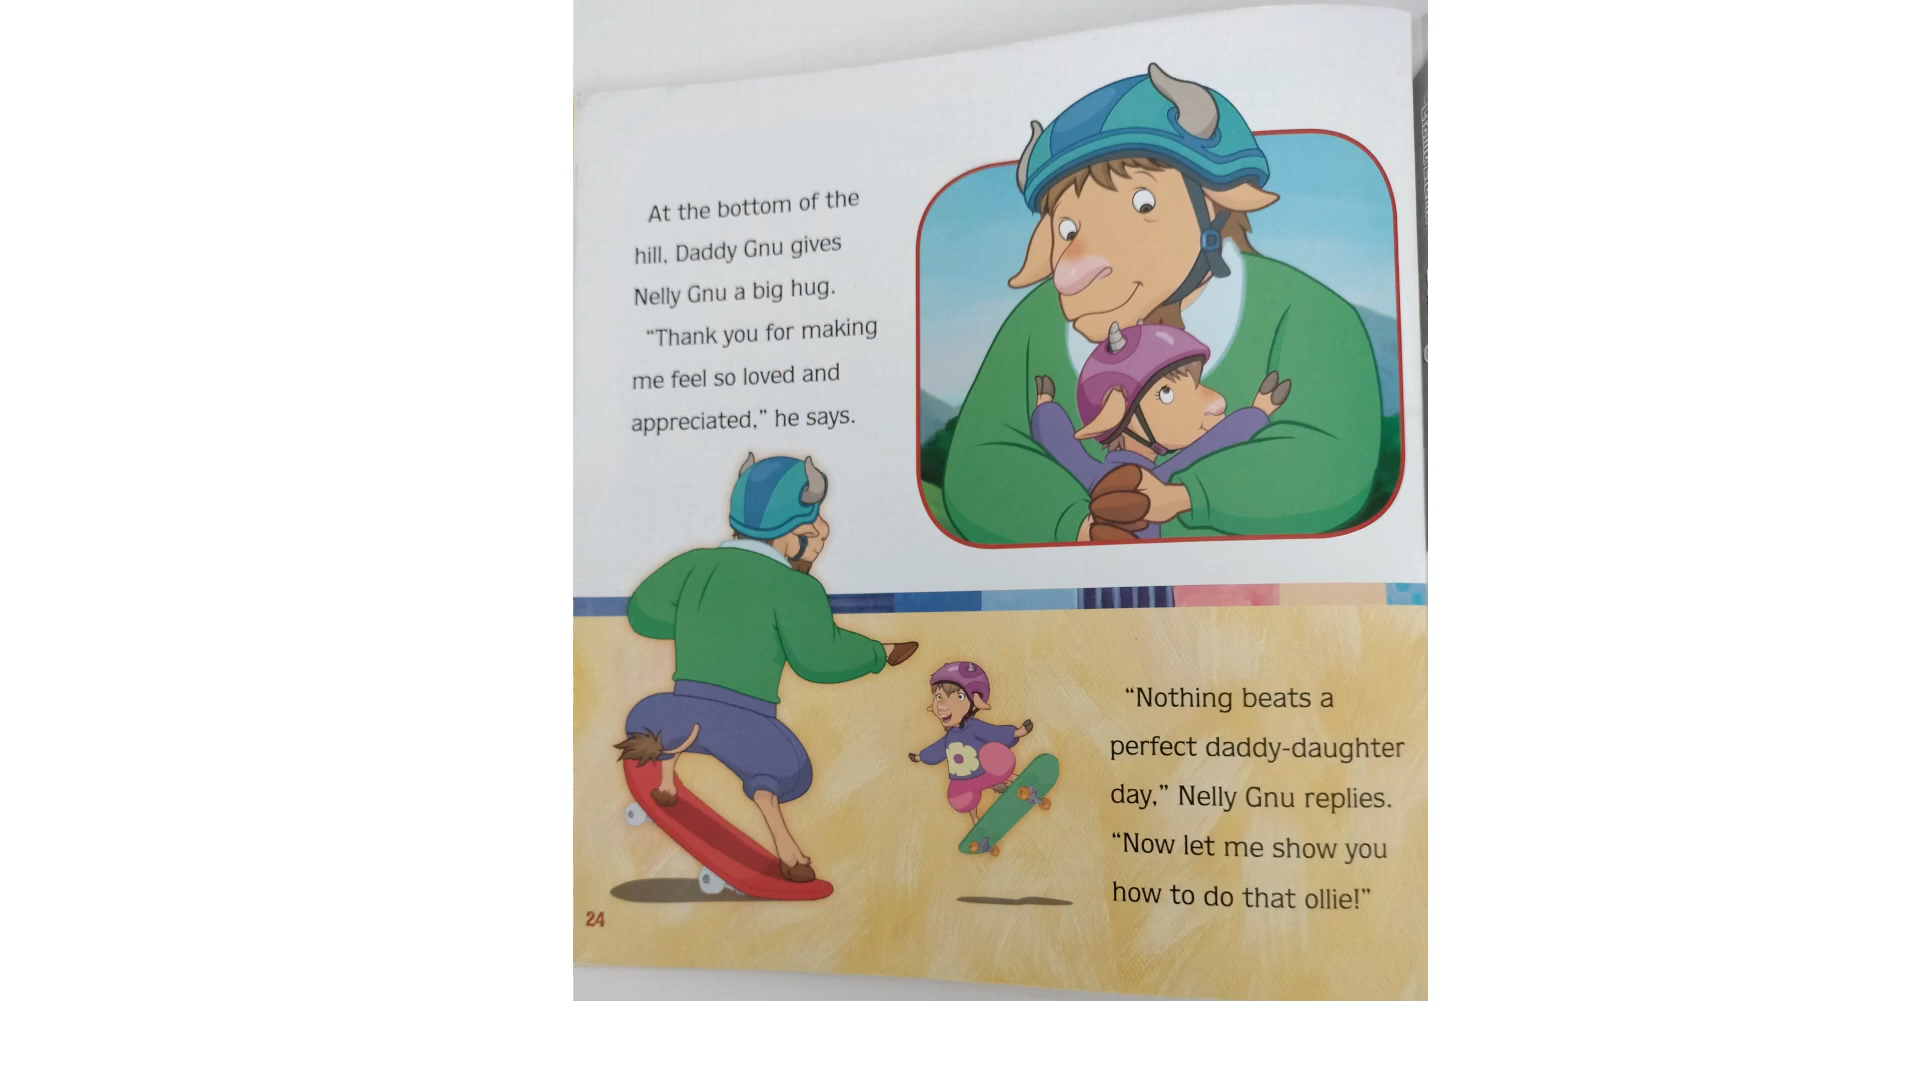 At the bottom of the
hill, Daddy Gnu gives
Nelly Gnu a big hug.
“Thank you for making
me feel so loved and
appreciated,” he says.
“Nothing beats a
perfect daddy-daughter
day,” Nelly Gnu replies.
“Now let me show you
how to do that ollie!”
24